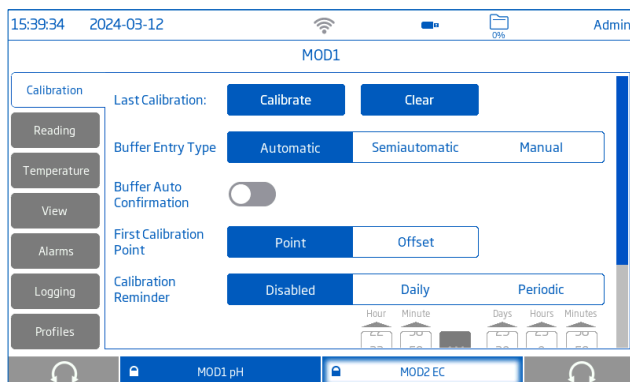 15:39:34 2024-03-12 0% Admin
MOD1
Calibration
Reading
Temperature
View
Alarms
Logging
Profiles
Last Calibration: Calibrate Clear
Buffer Entry Type Automatic Semiautomatic Manual
Buffer Auto
Confirmation
First Calibration
Point Point Offset
Calibration
Reminder Disabled Daily Periodic
Hour Minute Days Hours Minutes
MOD1 pH MOD2 EC